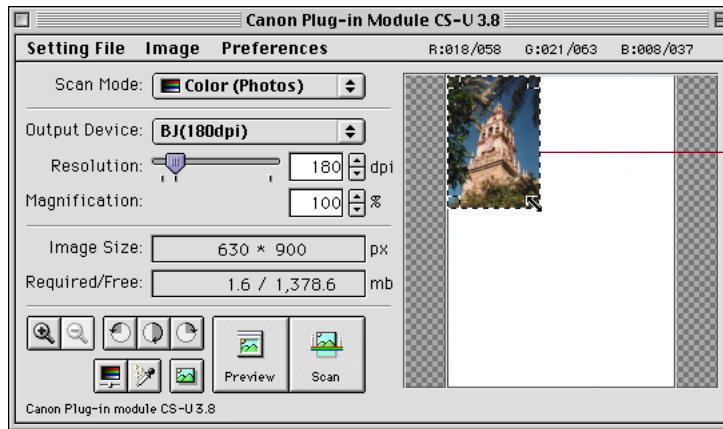 Canon Plug-in Module CS-U 3.8
Setting File Image Preferences R:018/058 G:021/063 B:008/037
Scan Mode: Color (Photos)
Output Device: BJ(180dpi)
Resolution: 180 dpi
Magnification: 100 %
Image Size: 630 * 900 px
Required/Free: 1.6 / 1,378.6 mb
Preview Scan
Canon Plug-in module CS-U 3.8